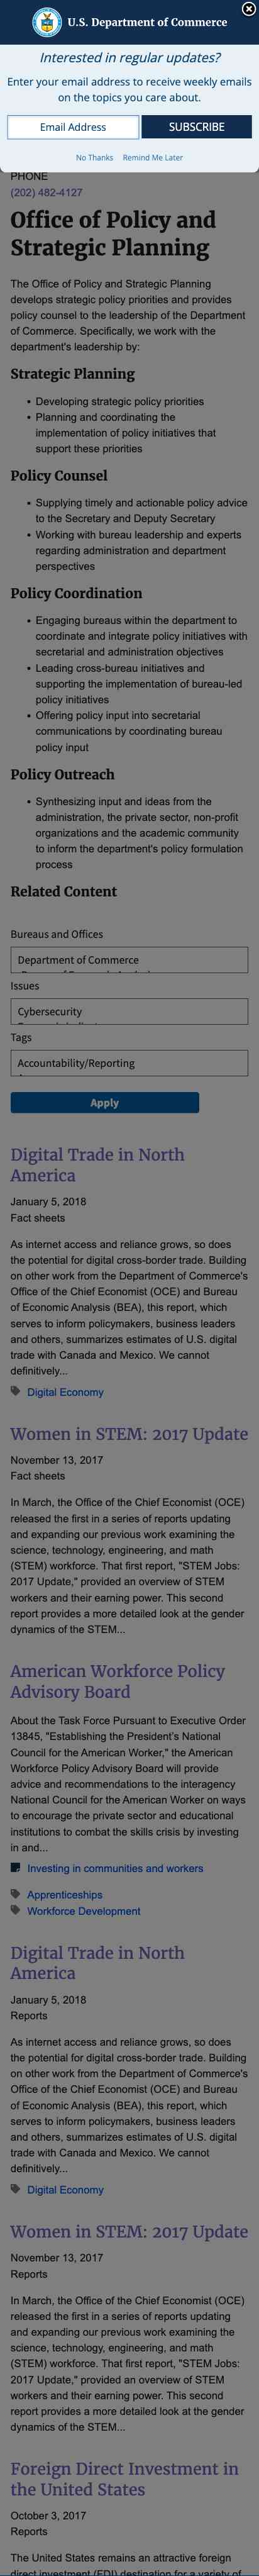 U.S. Department of Commerce
Interested in regular updates?
Enter your email address to receive weekly emails
on the topics you care about.
Email Address
SUBSCRIBE
No Thanks Remind Me Later
PHONE
(202) 482-4127
Office of Policy and
Strategic Planning
The Office of Policy and Strategic Planning
develops strategic policy priorities and provides
policy counsel to the leadership of the Department
of Commerce. Specifically, we work with the
department's leadership by:
Strategic Planning
• Developing strategic policy priorities
• Planning and coordinating the
implementation of policy initiatives that
support these priorities
Policy Counsel
• Supplying timely and actionable policy advice
to the Secretary and Deputy Secretary
• Working with bureau leadership and experts
regarding administration and department
perspectives
Policy Coordination
• Engaging bureaus within the department to
coordinate and integrate policy initiatives with
secretarial and administration objectives
• Leading cross-bureau initiatives and
supporting the implementation of bureau-led
policy initiatives
• Offering policy input into secretarial
communications by coordinating bureau
policy input
Policy Outreach
• Synthesizing input and ideas from the
administration, the private sector, non-profit
organizations and the academic community
to inform the department's policy formulation
process
Related Content
Bureaus and Offices
Department of Commerce
Issues
Cybersecurity
Tags
Accountability/Reporting
Apply
Digital Trade in North
America
January 5, 2018
Fact sheets
As internet access and reliance grows, so does
the potential for digital cross-border trade. Building
on other work from the Department of Commerce's
Office of the Chief Economist (OCE) and Bureau
of Economic Analysis (BEA), this report, which
serves to inform policymakers, business leaders
and others, summarizes estimates of U.S. digital
trade with Canada and Mexico. We cannot
definitively...
Digital Economy
Women in STEM: 2017 Update
November 13, 2017
Fact sheets
In March, the Office of the Chief Economist (OCE)
released the first in a series of reports updating
and expanding our previous work examining the
science, technology, engineering, and math
(STEM) workforce. That first report, "STEM Jobs:
2017 Update," provided an overview of STEM
workers and their earning power. This second
report provides a more detailed look at the gender
dynamics of the STEM...
American Workforce Policy
Advisory Board
About the Task Force Pursuant to Executive Order
13845, "Establishing the President's National
Council for the American Worker," the American
Workforce Policy Advisory Board will provide
advice and recommendations to the interagency
National Council for the American Worker on ways
to encourage the private sector and educational
institutions to combat the skills crisis by investing
in and...
Investing in communities and workers
Apprenticeships
Workforce Development
Digital Trade in North
America
January 5, 2018
Reports
As internet access and reliance grows, so does
the potential for digital cross-border trade. Building
on other work from the Department of Commerce's
Office of the Chief Economist (OCE) and Bureau
of Economic Analysis (BEA), this report, which
serves to inform policymakers, business leaders
and others, summarizes estimates of U.S. digital
trade with Canada and Mexico. We cannot
definitively...
Digital Economy
Women in STEM: 2017 Update
November 13, 2017
Reports
In March, the Office of the Chief Economist (OCE)
released the first in a series of reports updating
and expanding our previous work examining the
science, technology, engineering, and math
(STEM) workforce. That first report, "STEM Jobs:
2017 Update," provided an overview of STEM
workers and their earning power. This second
report provides a more detailed look at the gender
dynamics of the STEM...
Foreign Direct Investment in
the United States
October 3, 2017
Reports
The United States remains an attractive foreign
direct investment (FDI) destination for a variety of